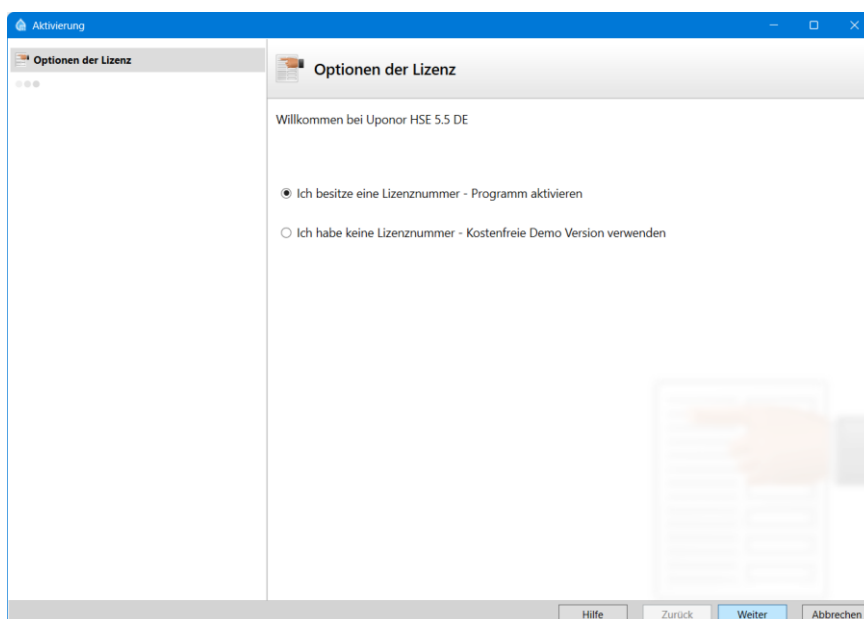 Aktivierung
Optionen der Lizenz
Optionen der Lizenz
Willkommen bei Uponor HSE 5.5 DE
Ich besitze eine Lizenznummer - Programm aktivieren
Ich habe keine Lizenznummer - Kostenfreie Demo Version verwenden
Hilfe Zurück Weiter Abbrechen